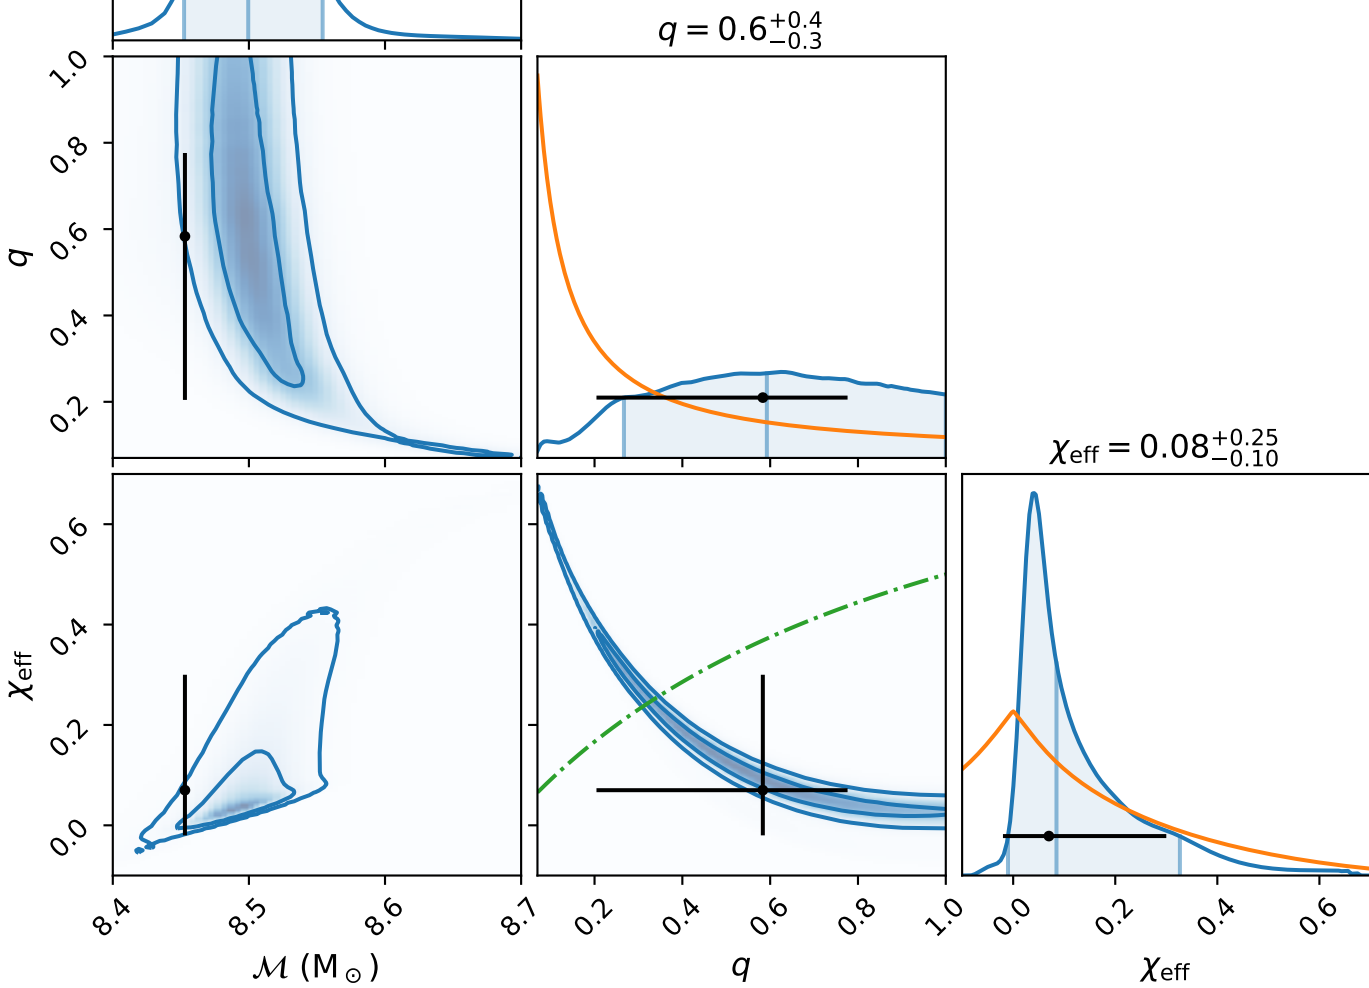 q = 0.6^{+0.4}_{-0.3}
1.0
0.8
0.6
0.4
0.2
q
χ_eff = 0.08^{+0.25}_{-0.10}
0.6
0.4
0.2
0.0
χ_eff
8.4 8.5 8.6 8.7
0.2 0.4 0.6 0.8 1.0
0.0 0.2 0.4 0.6
ℳ (M_⊙)
q
χ_eff